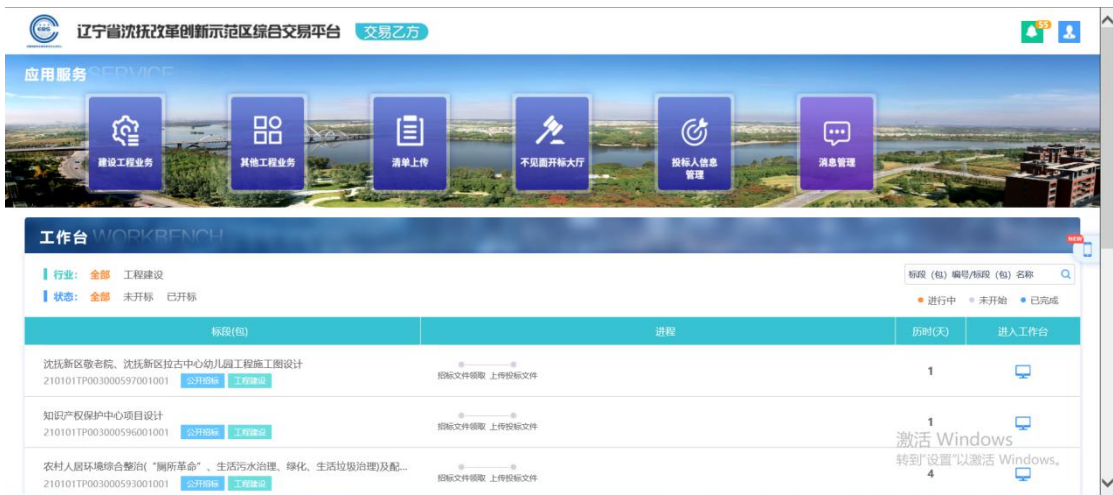 辽宁省沈抚改革创新示范区综合交易平台 交易乙方
55
应用服务SERVICE
建设工程业务 其他工程业务 清单上传 不见面开标大厅 投标人信息 消息管理
管理
工作台 WORKBENCH
NEW
行业: 全部 工程建设 标段 (包) 编号/标段 (包) 名称
状态: 全部 未开标 已开标 进行中 未开始 已完成
标段(包) 进程 历时(天) 进入工作台
沈抚新区敬老院、沈抚新区拉古中心幼儿园工程施工图设计
招标文件领取 上传投标文件 1
210101TP003000597001001 公开招标 工程建设
知识产权保护中心项目设计
招标文件领取 上传投标文件 1
210101TP003000596001001 公开招标 工程建设
激活 Windows
转到"设置"以激活 Windows。
农村人居环境综合整治(“厕所革命”、生活污水治理、绿化、生活垃圾治理)及配...
招标文件领取 上传投标文件 4
210101TP003000593001001 公开招标 工程建设